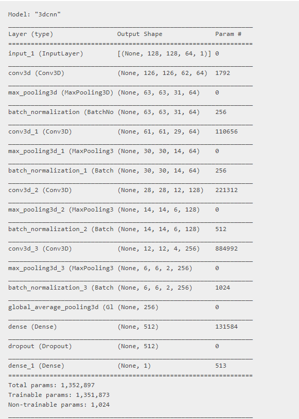 Model: "3dcnn"
Layer (type) Output Shape Param #
input_1 (InputLayer) [(None, 128, 128, 64, 1)] 0
conv3d (Conv3D) (None, 126, 126, 62, 64) 1792
max_pooling3d (MaxPooling3D) (None, 63, 63, 31, 64) 0
batch_normalization (BatchNo (None, 63, 63, 31, 64) 256
conv3d_1 (Conv3D) (None, 61, 61, 29, 64) 110656
max_pooling3d_1 (MaxPooling3 (None, 30, 30, 14, 64) 0
batch_normalization_1 (Batch (None, 30, 30, 14, 64) 256
conv3d_2 (Conv3D) (None, 28, 28, 12, 128) 221312
max_pooling3d_2 (MaxPooling3 (None, 14, 14, 6, 128) 0
batch_normalization_2 (Batch (None, 14, 14, 6, 128) 512
conv3d_3 (Conv3D) (None, 12, 12, 4, 256) 884992
max_pooling3d_3 (MaxPooling3 (None, 6, 6, 2, 256) 0
batch_normalization_3 (Batch (None, 6, 6, 2, 256) 1024
global_average_pooling3d (Gl (None, 256) 0
dense (Dense) (None, 512) 131584
dropout (Dropout) (None, 512) 0
dense_1 (Dense) (None, 1) 513
Total params: 1,352,897
Trainable params: 1,351,873
Non-trainable params: 1,024